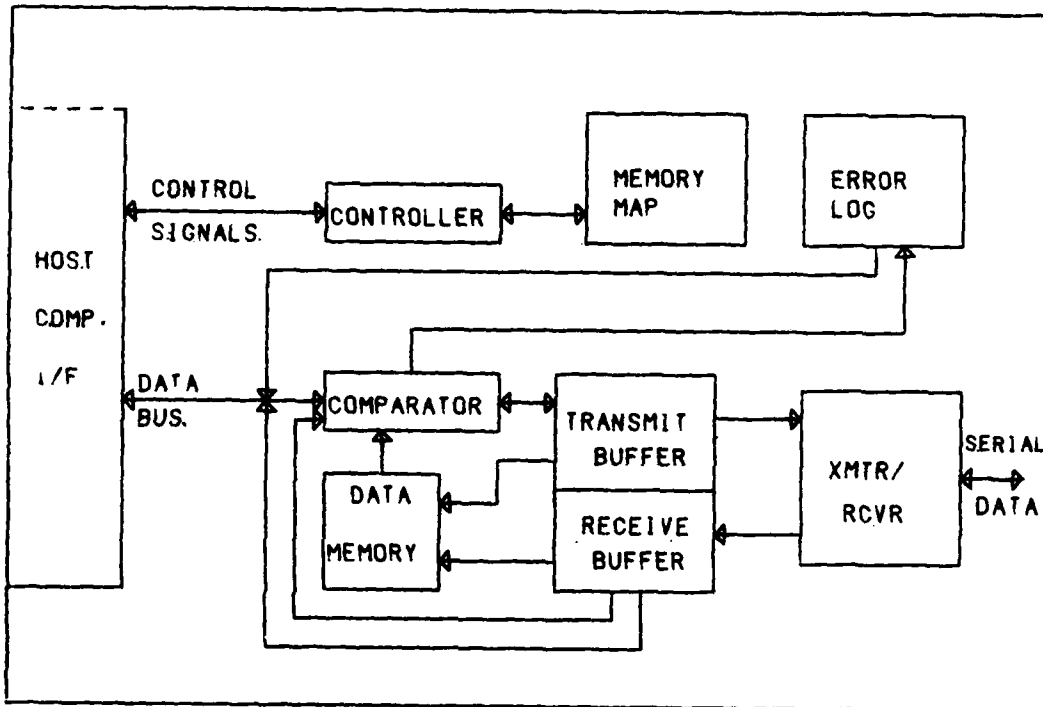 CONTROL
SIGNALS.
CONTROLLER
MEMORY
MAP
ERROR
LOG
HOST
COMP.
I/F
DATA
BUS.
COMPARATOR
TRANSMIT
BUFFER
XMTR/
RCVR
SERIAL
DATA
DATA
MEMORY
RECEIVE
BUFFER